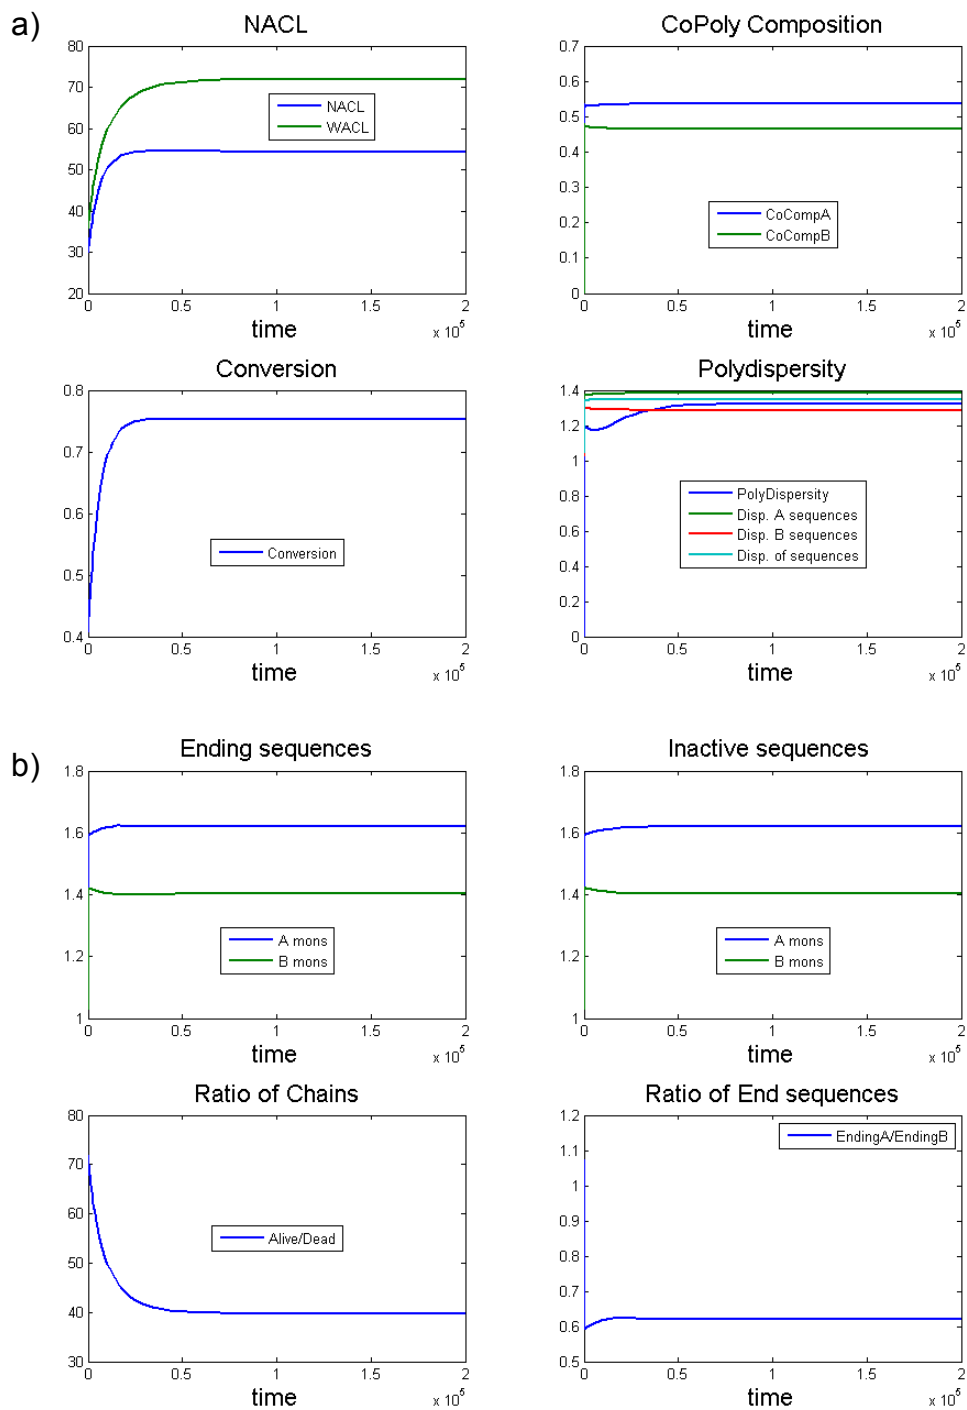 a)
NACL
80
70
60
50
40
30
20
NACL
WACL
0
0.5
1
1.5
2
x 10^5
time
CoPoly Composition
0.7
0.6
0.5
0.4
0.3
0.2
0.1
0
CoCompA
CoCompB
0
0.5
1
1.5
2
x 10^5
time
Conversion
0.8
0.7
0.6
0.5
0.4
Conversion
0
0.5
1
1.5
2
x 10^5
time
Polydispersity
1.4
1.2
1
0.8
0.6
0.4
0.2
0
PolyDispersity
Disp. A sequences
Disp. B sequences
Disp. of sequences
0
0.5
1
1.5
2
x 10^5
time
b)
Ending sequences
1.8
1.6
1.4
1.2
1
A mons
B mons
0
0.5
1
1.5
2
x 10^5
time
Inactive sequences
1.8
1.6
1.4
1.2
1
A mons
B mons
0
0.5
1
1.5
2
x 10^5
time
Ratio of Chains
80
70
60
50
40
30
Alive/Dead
0
0.5
1
1.5
2
x 10^5
time
Ratio of End sequences
1.2
1.1
1
0.9
0.8
0.7
0.6
0.5
EndingA/EndingB
0
0.5
1
1.5
2
x 10^5
time